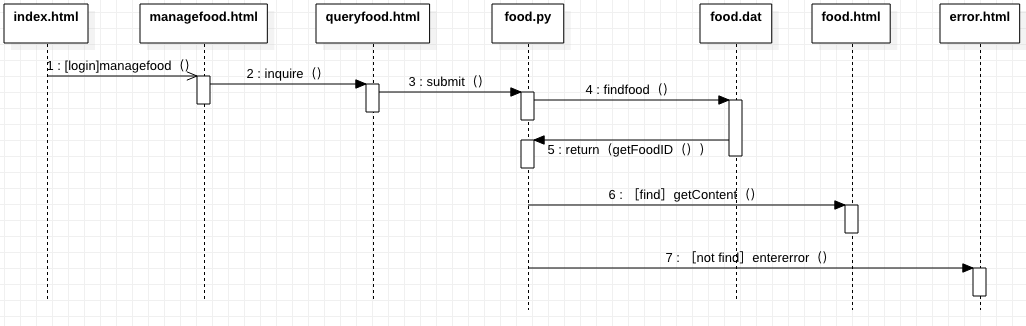 index.html
managefood.html
queryfood.html
food.py
food.dat
food.html
error.html
1 : [login]managefood（）
2 : inquire（）
3 : submit（）
4 : findfood（）
5 : return（getFoodID（））
6 : ［find］getContent（）
7 : ［not find］entererror（）